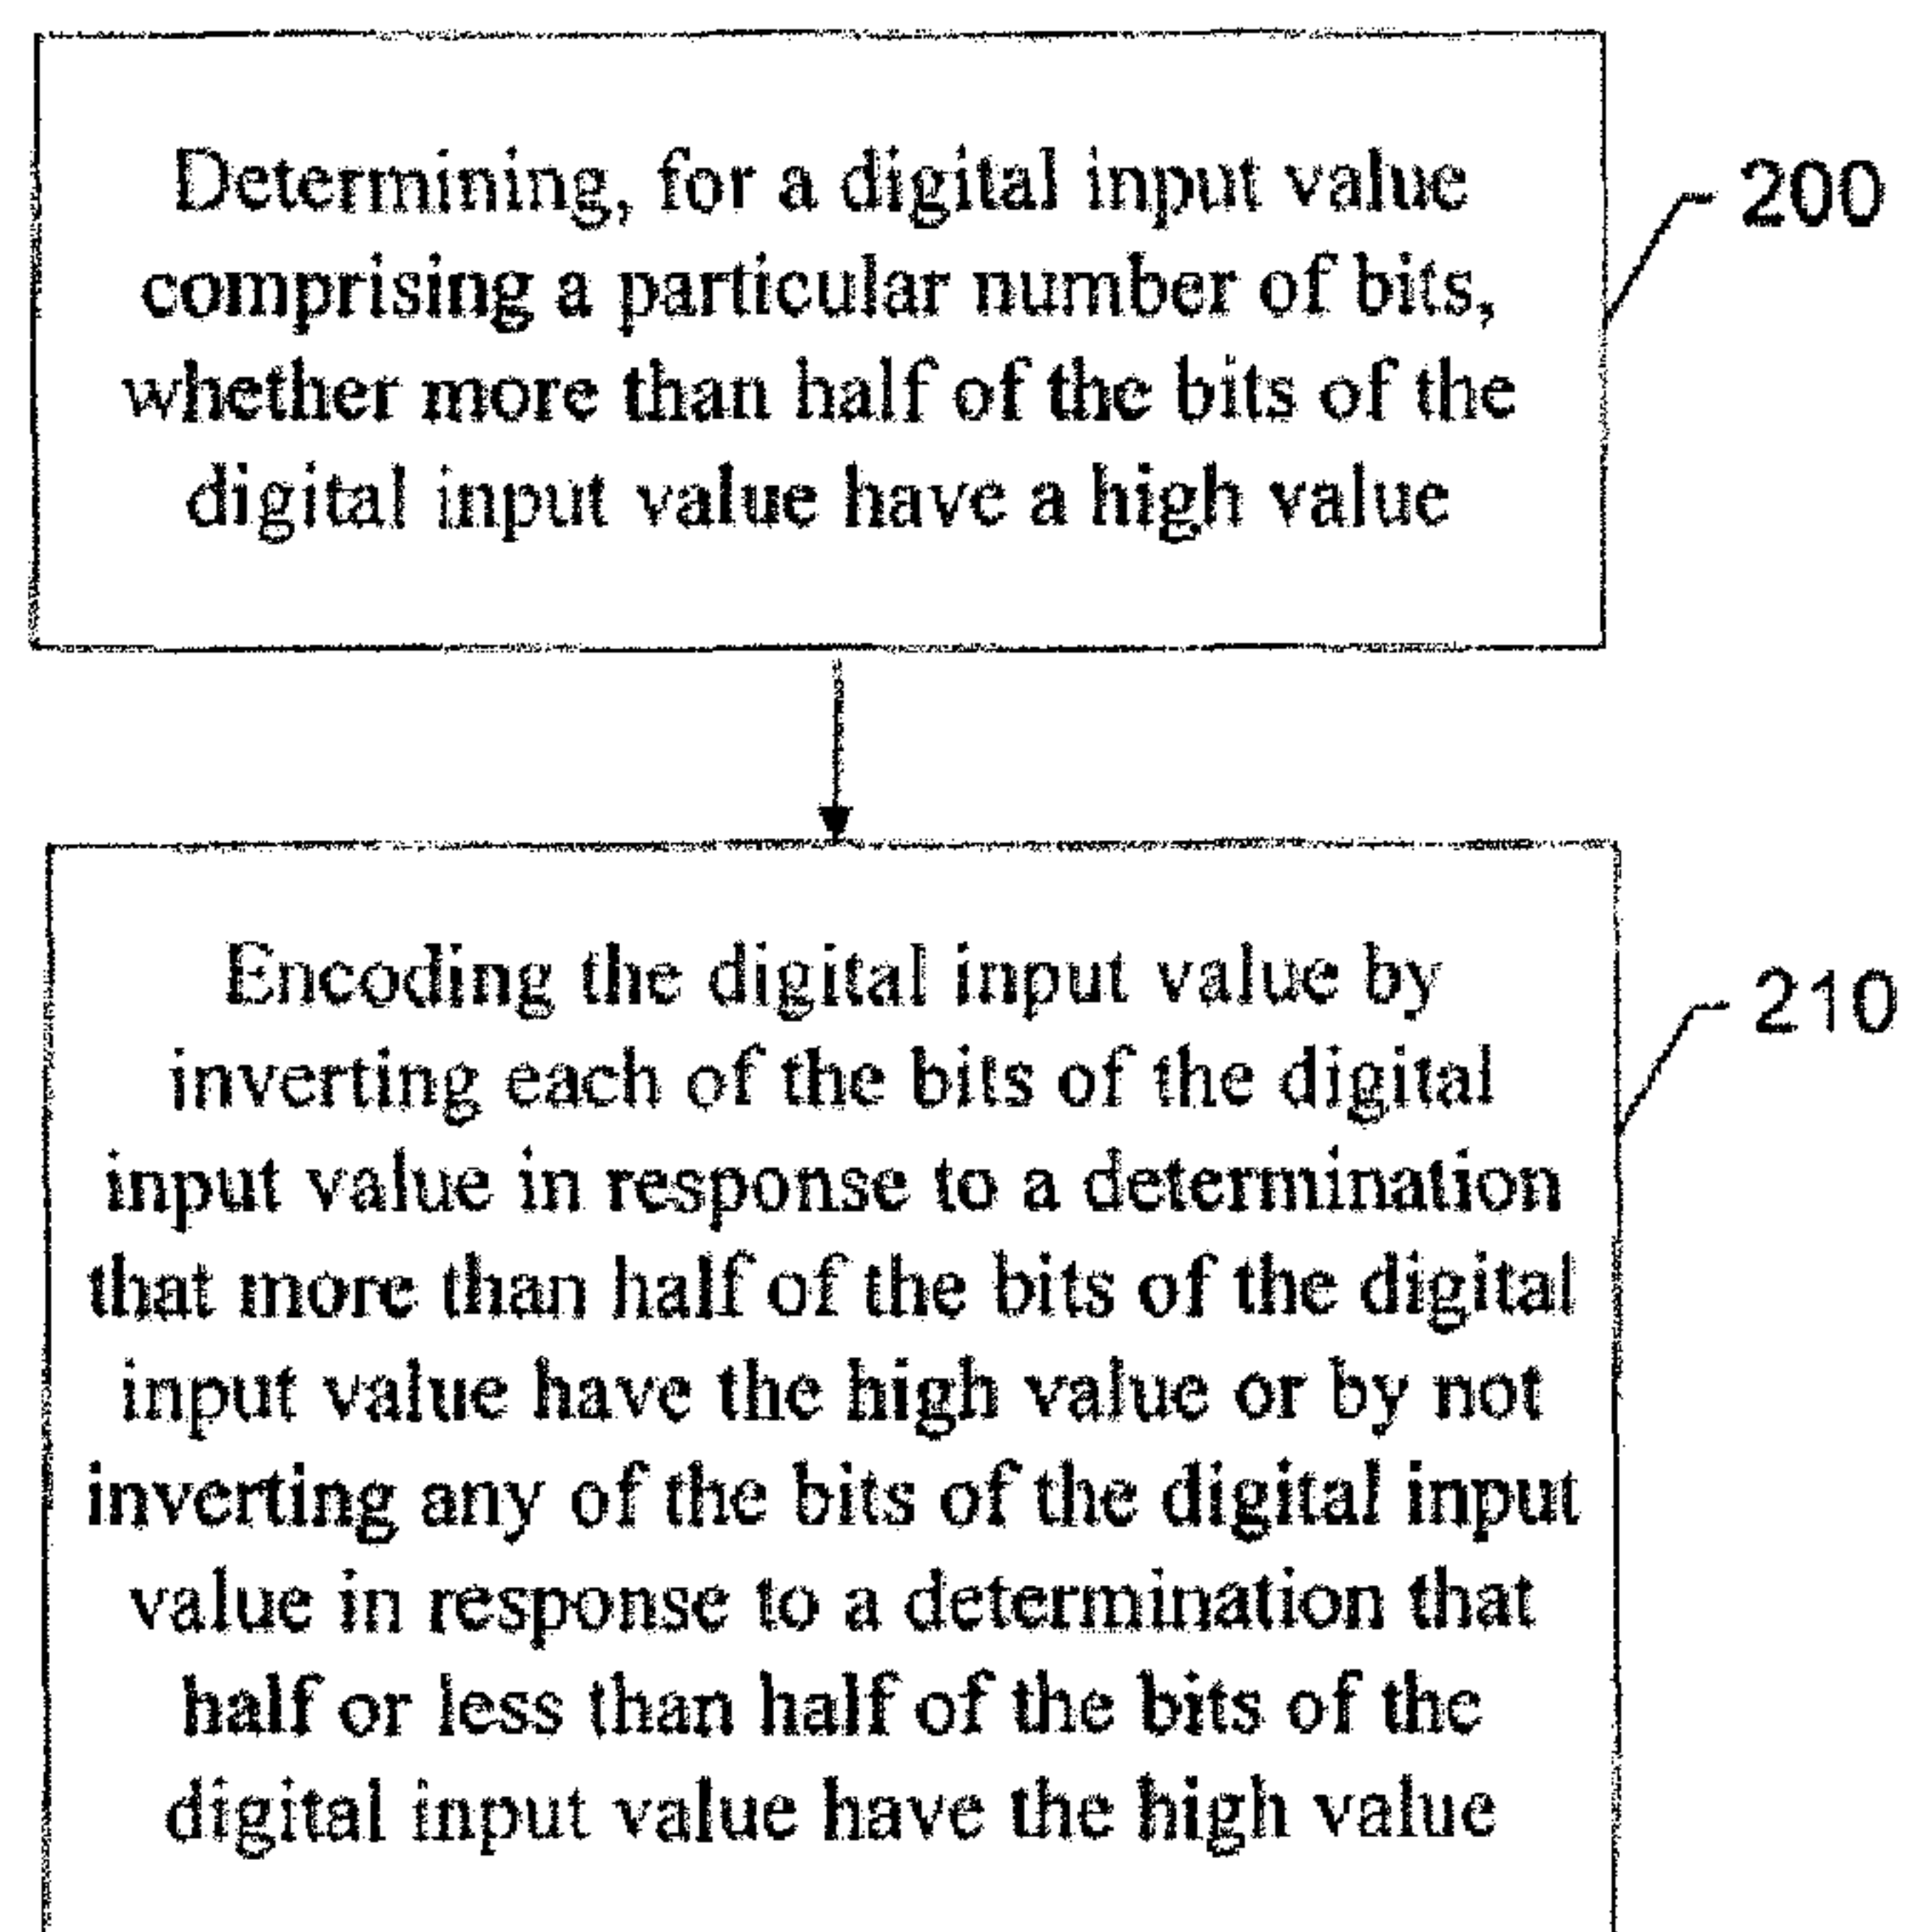 Determining, for a digital input value
comprising a particular number of bits,
whether more than half of the bits of the
digital input value have a high value
200
Encoding the digital input value by
inverting each of the bits of the digital
input value in response to a determination
that more than half of the bits of the digital
input value have the high value or by not
inverting any of the bits of the digital input
value in response to a determination that
half or less than half of the bits of the
digital input value have the high value
210